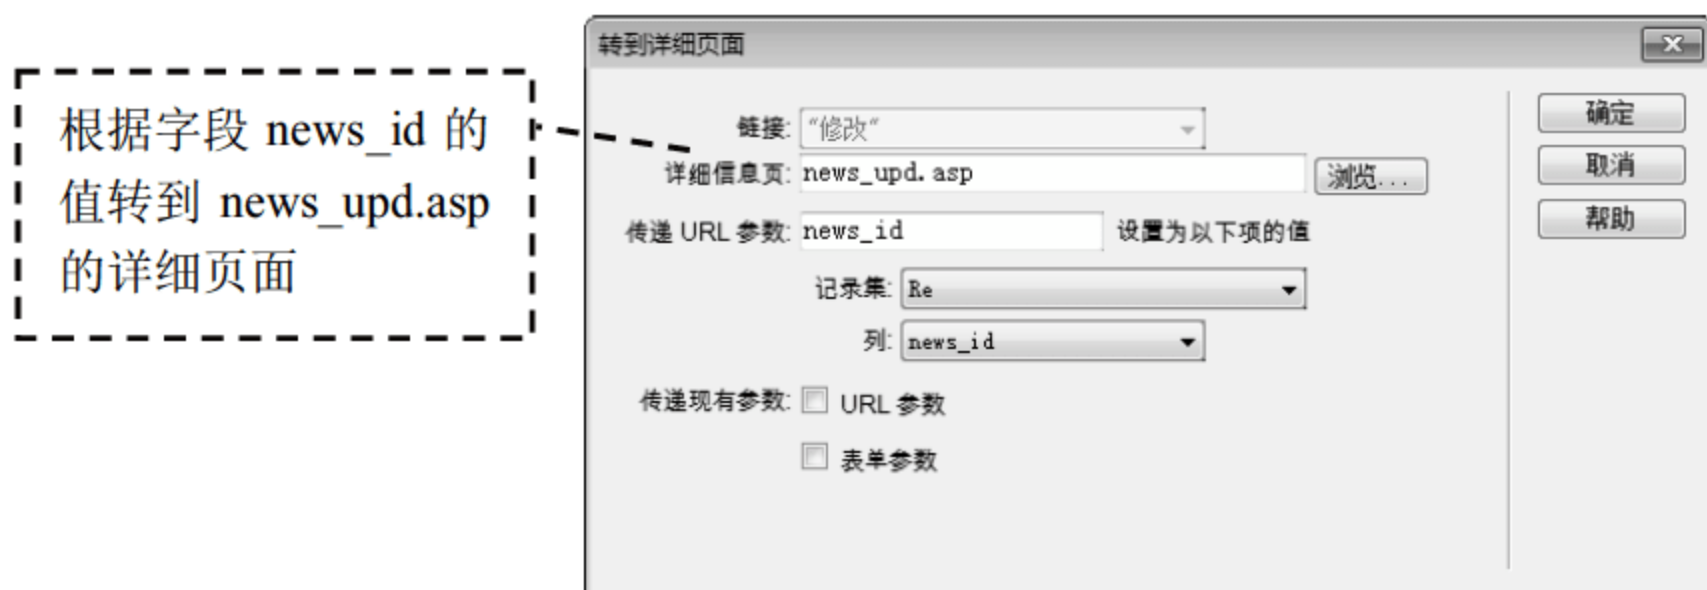 根据字段 news_id 的
值转到 news_upd.asp
的详细页面
转到详细页面
链接: “修改”
详细信息页: news_upd.asp 浏览...
传递 URL 参数: news_id 设置为以下项的值
记录集: Re
列: news_id
传递现有参数: URL 参数
表单参数
确定
取消
帮助